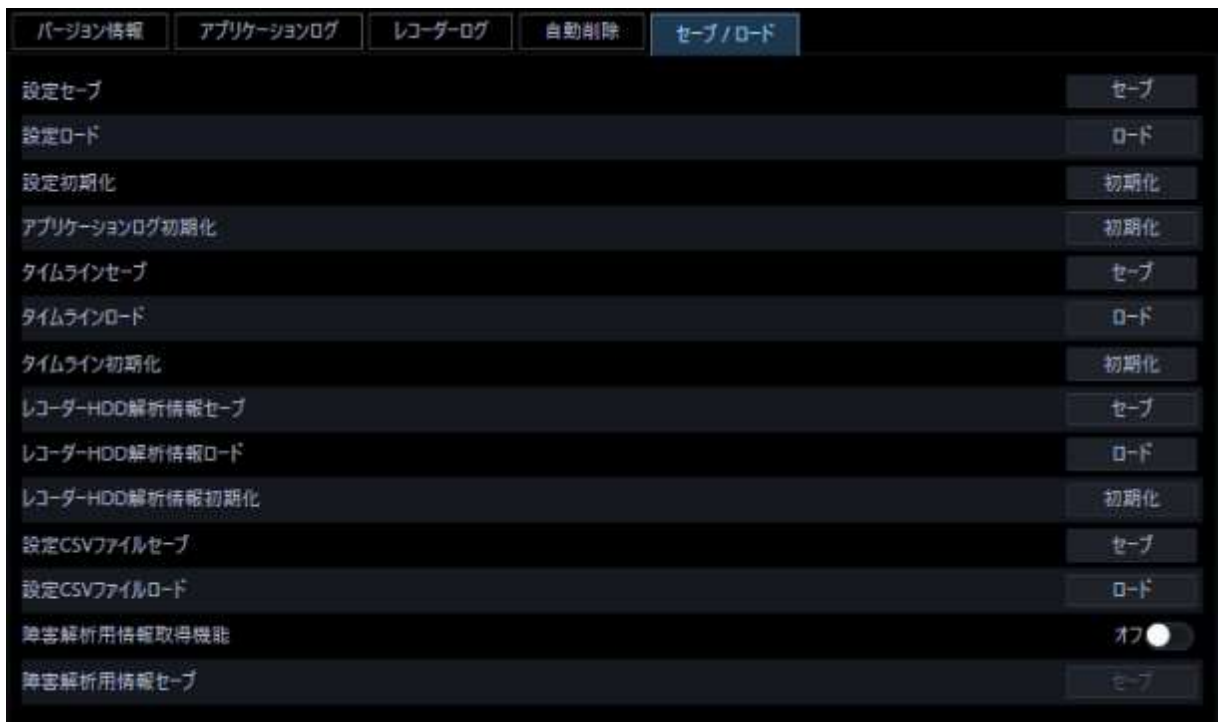 バージョン情報 アプリケーションログ レコーダーログ 自動削除 セーブ / ロード
設定セーブ セーブ
設定ロード ロード
設定初期化 初期化
アプリケーションログ初期化 初期化
タイムラインセーブ セーブ
タイムラインロード ロード
タイムライン初期化 初期化
レコーダーHDD解析情報セーブ セーブ
レコーダーHDD解析情報ロード ロード
レコーダーHDD解析情報初期化 初期化
設定CSVファイルセーブ セーブ
設定CSVファイルロード ロード
障害解析用情報取得機能 オフ
障害解析用情報セーブ セーブ